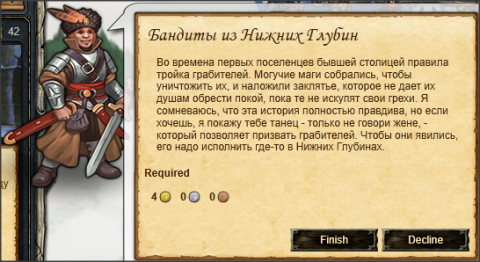 42
Бандиты из Нижних Глубин
Во времена первых поселенцев бывшей столицей правила
тройка грабителей. Могучие маги собрались, чтобы
уничтожить их, и наложили заклятье, которое не дает их
душам обрести покой, пока те не искупят свои грехи. Я
сомневаюсь, что эта история полностью правдива, но если
хочешь, я покажу тебе танец - только не говори жене, -
который позволяет призвать грабителей. Чтобы они явились,
его надо исполнить где-то в Нижних Глубинах.
Required
4 0 0
Finish Decline